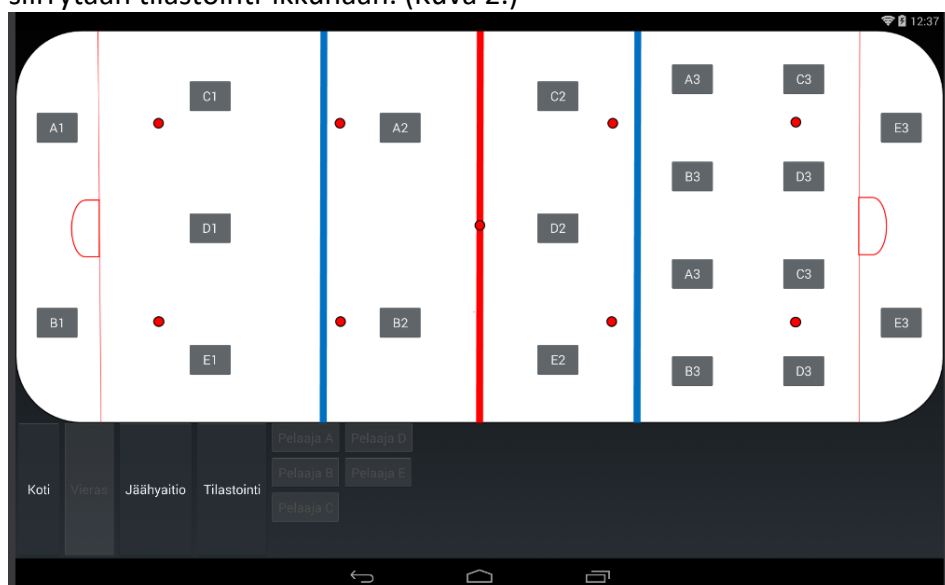 siirrytään tilastointi-ikkunaan. (Kuva 2.)
12:37
A3 C3
C1 C2
A1 A2 E3
B3 D3
D1 D2
A3 C3
B1 B2 E3
E1 E2
B3 D3
Pelaaja A Pelaaja D
Pelaaja B Pelaaja E
Koti Vieras Jäähyaitio Tilastointi
Pelaaja C